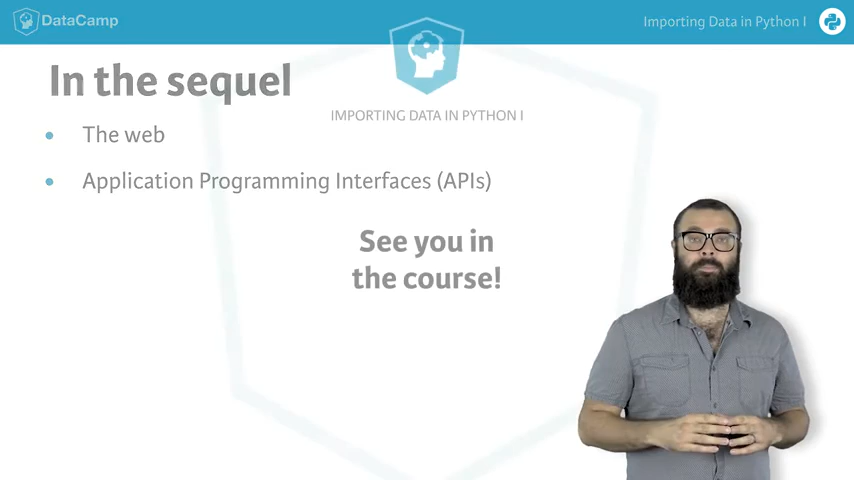 DataCamp
Importing Data in Python I
In the sequel
IMPORTING DATA IN PYTHON I
• The web
• Application Programming Interfaces (APIs)
See you in
the course!